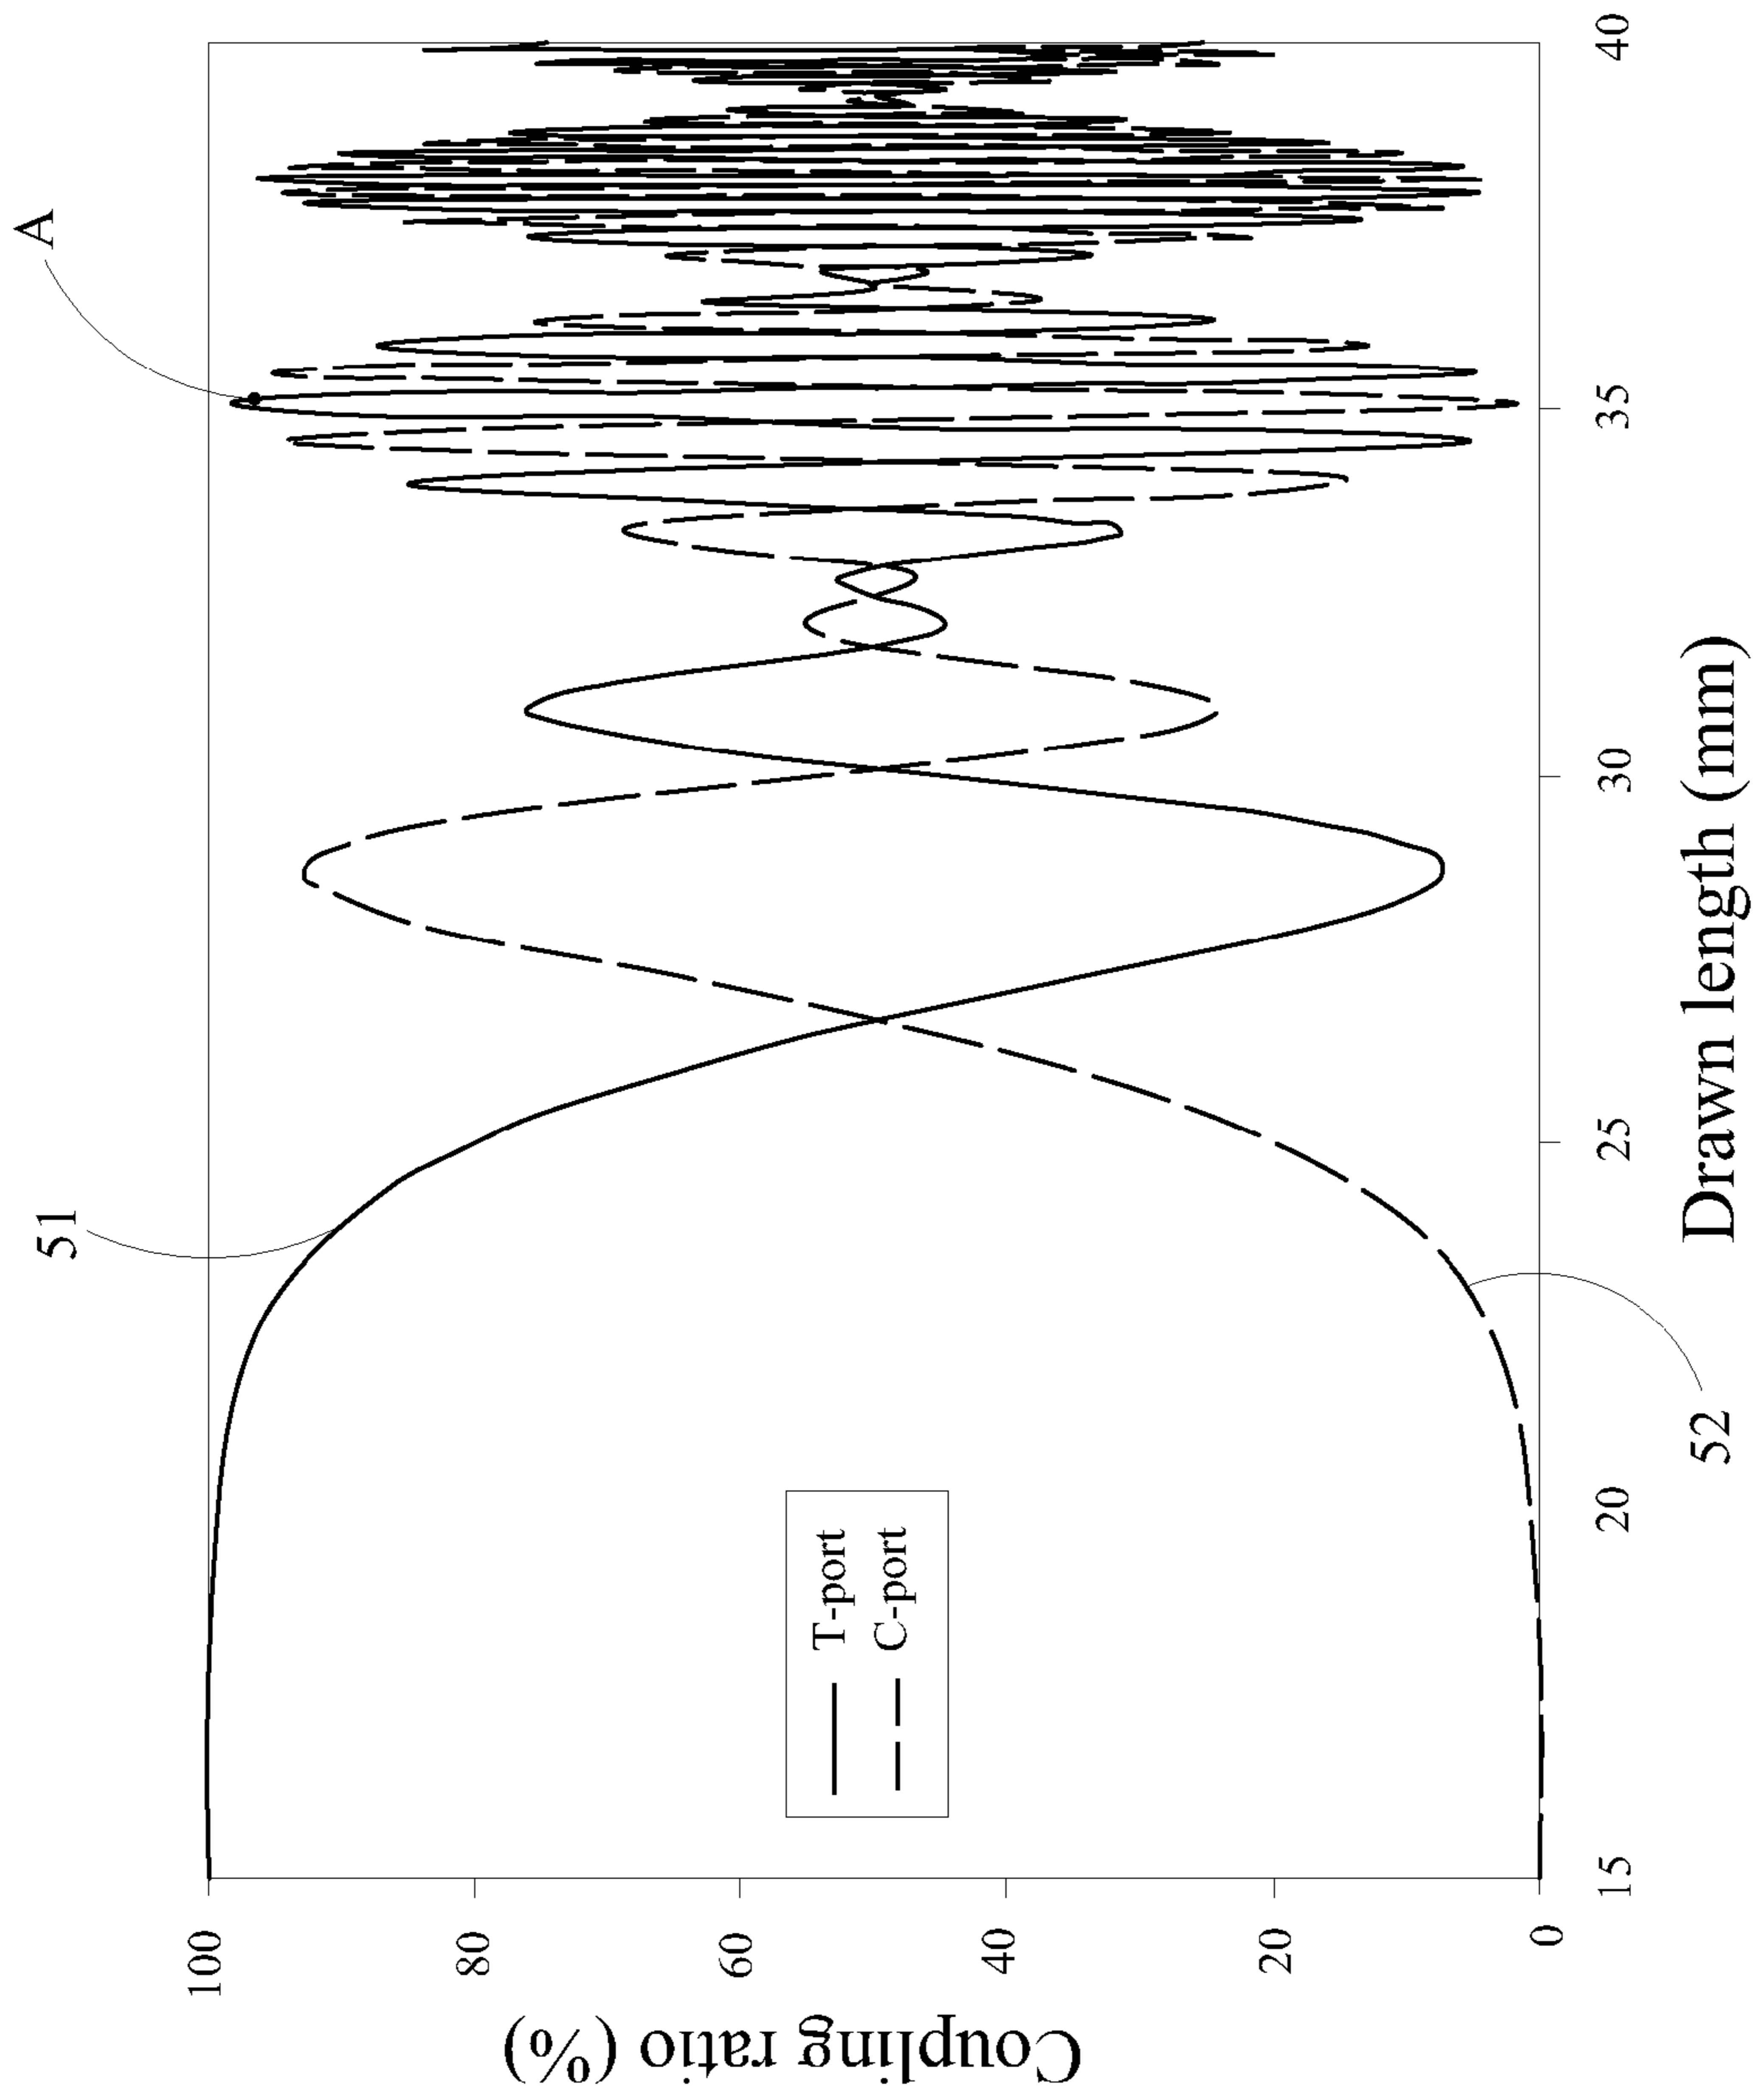 A
51
100
80
60
40
20
0
Coupling ratio (%)
T-port
C-port
15
20
25
30
35
40
Drawn length (mm)
52